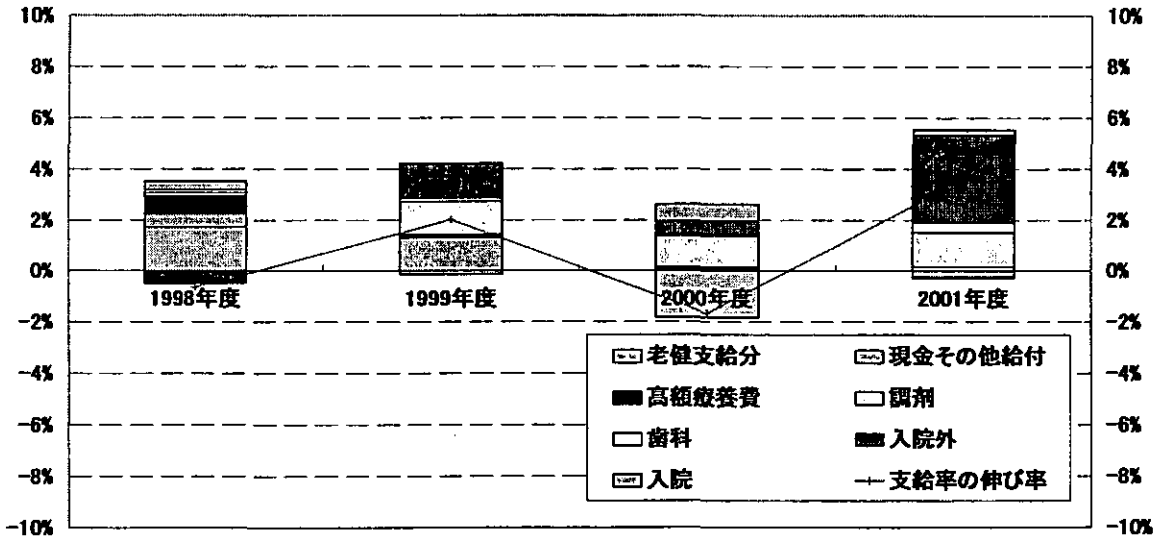 10% 10%
8% 8%
6% 6%
4% 4%
2% 2%
0% 0%
1998年度 1999年度 2000年度 2001年度
-2% -2%
老健支給分 現金その他給付
-4% -4%
高額療養費 調剤
-6% -6%
歯科 入院外
-8% -8%
入院 支給率の伸び率
-10% -10%